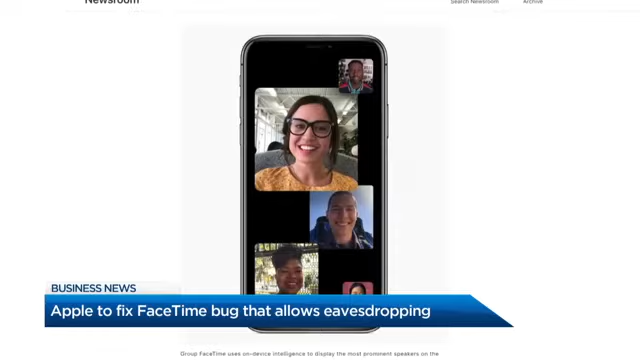 Newsroom
Search Newsroom
Archive
BUSINESS NEWS
Apple to fix FaceTime bug that allows eavesdropping
Group FaceTime uses on-device intelligence to display the most prominent speakers on the